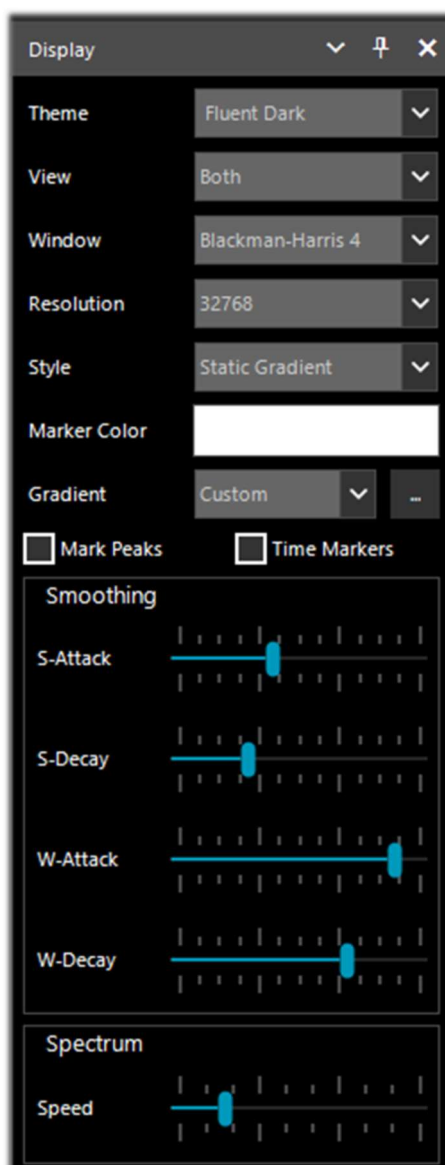 Display
Theme Fluent Dark
View Both
Window Blackman-Harris 4
Resolution 32768
Style Static Gradient
Marker Color
Gradient Custom ...
Mark Peaks Time Markers
Smoothing
S-Attack
S-Decay
W-Attack
W-Decay
Spectrum
Speed